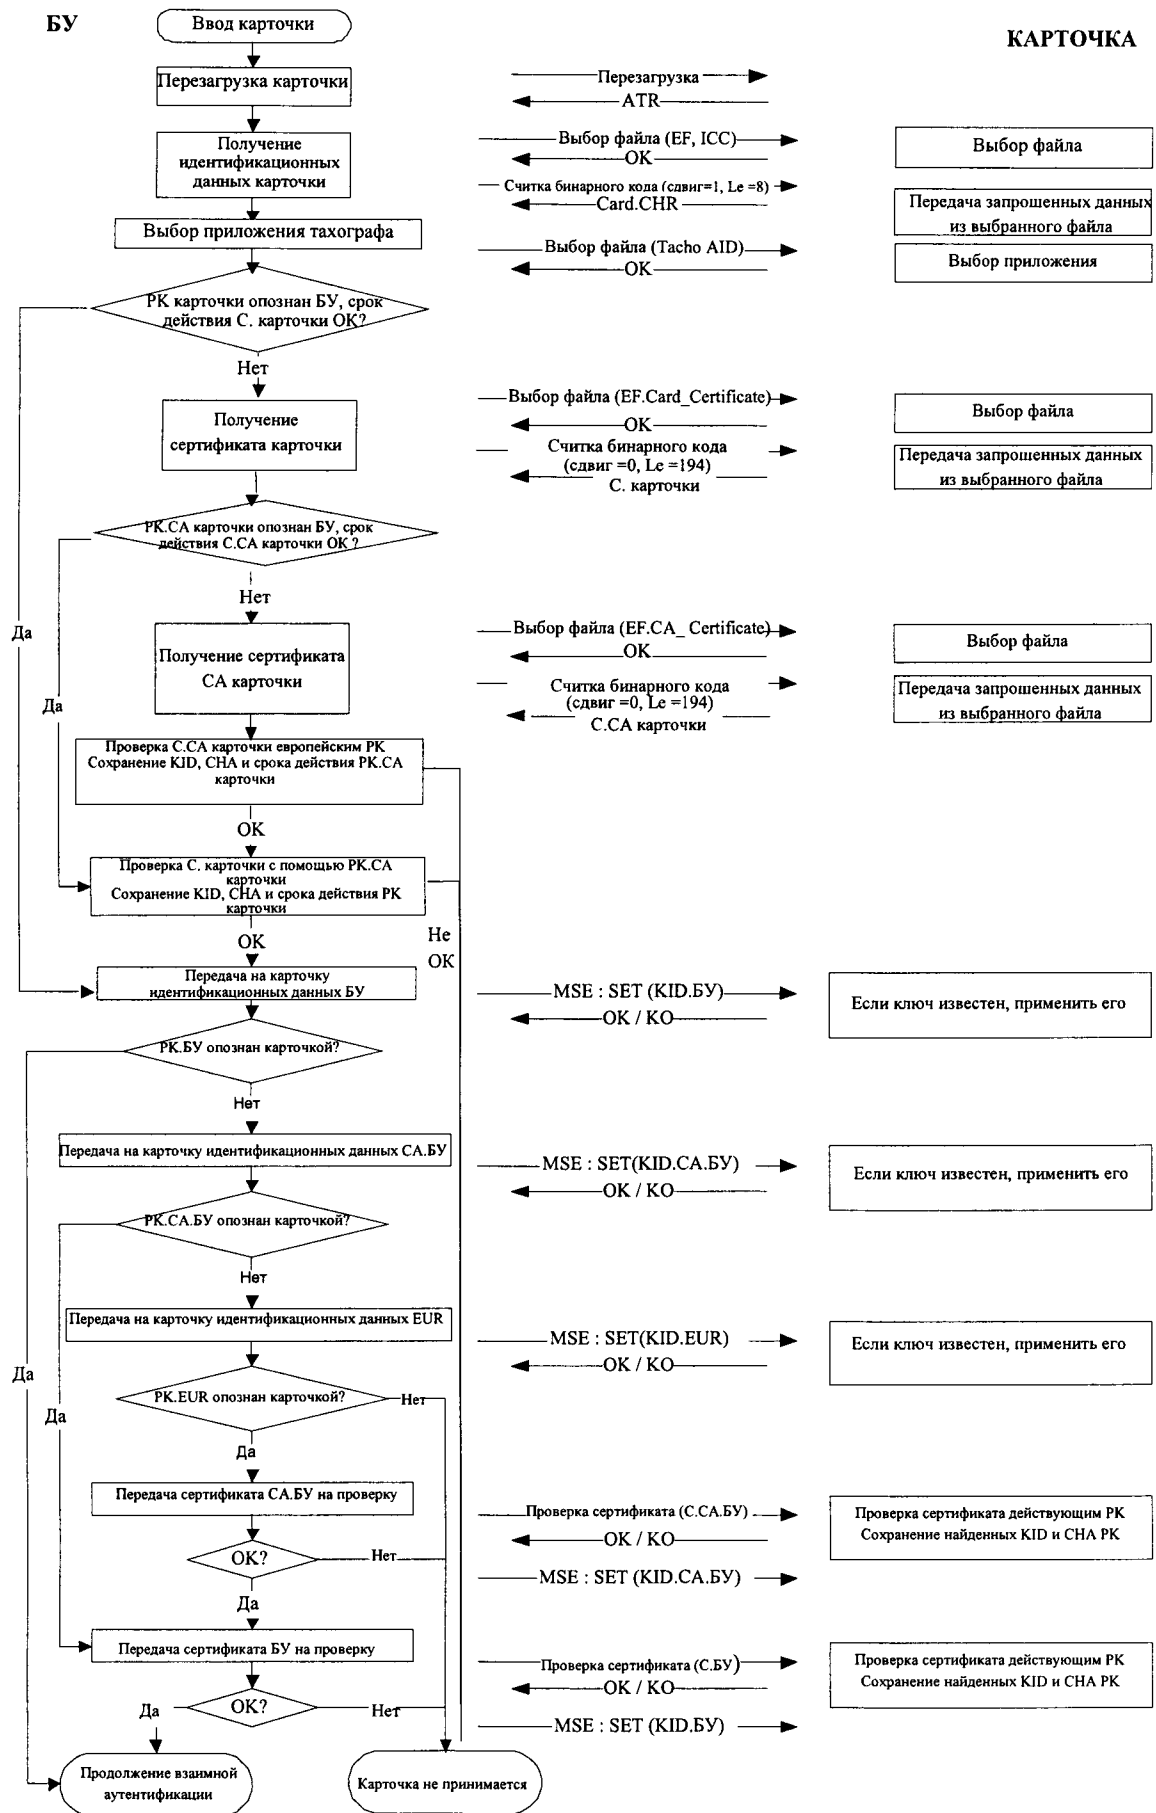 БУ
Ввод карточки
КАРТОЧКА
Перезагрузка карточки
Перезагрузка
ATR
Получение
идентификационных
данных карточки
Выбор файла (EF, ICC)
OK
Выбор файла
Считка бинарного кода (сдвиг=1, Le =8)
Card.CHR
Передача запрошенных данных
из выбранного файла
Выбор приложения тахографа
Выбор файла (Tacho AID)
OK
Выбор приложения
PK карточки опознан БУ, срок
действия С. карточки ОК?
Нет
Получение
сертификата карточки
Выбор файла (EF.Card_Certificate)
OK
Выбор файла
Считка бинарного кода
(сдвиг =0, Le =194)
С. карточки
Передача запрошенных данных
из выбранного файла
PK.CA карточки опознан БУ, срок
действия С.СА карточки ОК ?
Нет
Да
Получение сертификата
СА карточки
Выбор файла (EF.CA_ Certificate)
OK
Выбор файла
Да
Считка бинарного кода
(сдвиг =0, Le =194)
С.СА карточки
Передача запрошенных данных
из выбранного файла
Проверка С.СА карточки европейским РК
Сохранение KID, CHA и срока действия РК.СА
карточки
OK
Проверка С. карточки с помощью РК.СА
карточки
Сохранение KID, CHA и срока действия РК
карточки
OK
Не
ОК
Передача на карточку
идентификационных данных БУ
MSE : SET (KID.БУ)
OK / KO
Если ключ известен, применить его
PK.БУ опознан карточкой?
Нет
Передача на карточку идентификационных данных СА.БУ
MSE : SET(KID.CA.БУ)
OK / KO
Если ключ известен, применить его
PK.CA.БУ опознан карточкой?
Нет
Передача на карточку идентификационных данных EUR
MSE : SET(KID.EUR)
OK / KO
Если ключ известен, применить его
Да
PK.EUR опознан карточкой?
Нет
Да
Да
Передача сертификата СА.БУ на проверку
Проверка сертификата (С.СА.БУ)
OK / KO
Проверка сертификата действующим РК
Сохранение найденных KID и CHA PK
OK?
Нет
MSE : SET (KID.CA.БУ)
Да
Передача сертификата БУ на проверку
Проверка сертификата (С.БУ)
OK / KO
Проверка сертификата действующим РК
Сохранение найденных KID и CHA PK
Да
OK?
Нет
MSE : SET (KID.БУ)
Продолжение взаимной
аутентификации
Карточка не принимается